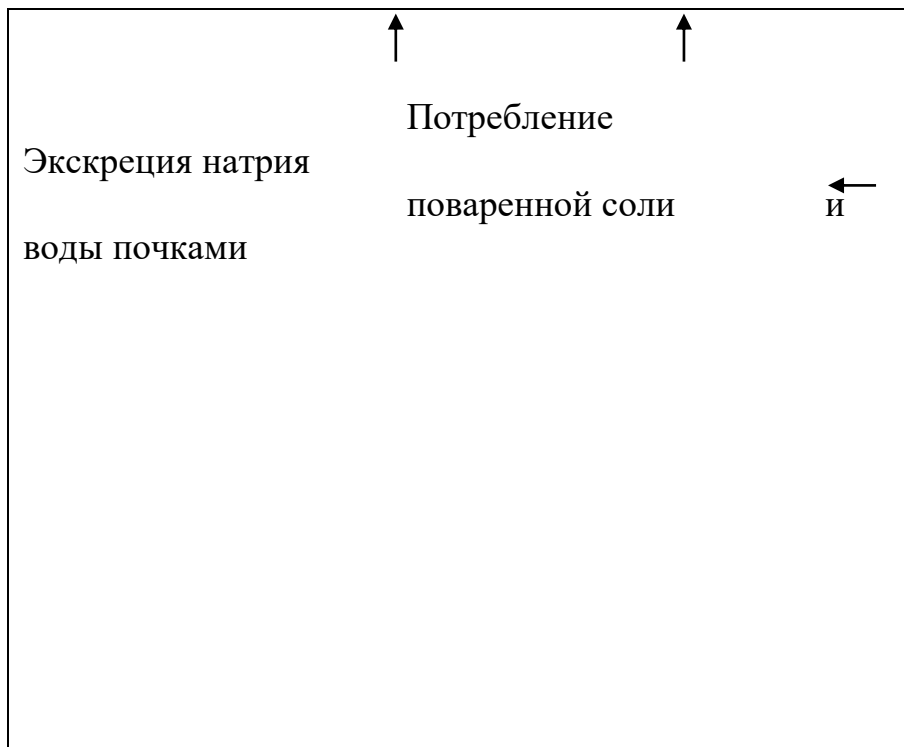 Потребление
Экскреция натрия
поваренной соли и
воды почками